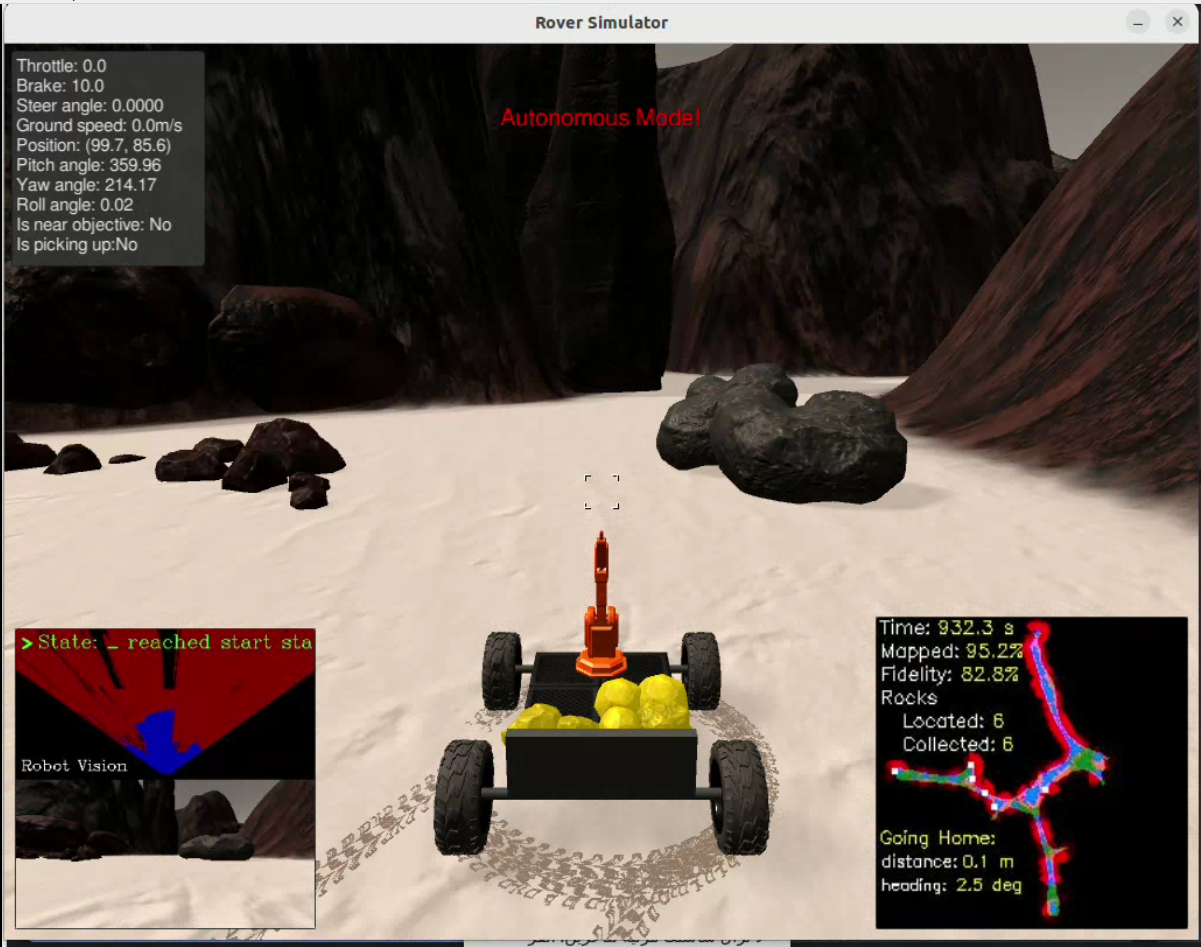 Rover Simulator
Throttle: 0.0
Brake: 10.0
Steer angle: 0.0000
Ground speed: 0.0m/s
Position: (99.7, 85.6)
Pitch angle: 359.96
Yaw angle: 214.17
Roll angle: 0.02
Is near objective: No
Is picking up:No
Autonomous Mode!
> State: _ reached start sta
Robot Vision
Time: 932.3 s
Mapped: 95.2%
Fidelity: 82.8%
Rocks
Located: 6
Collected: 6
Going Home:
distance: 0.1 m
heading: 2.5 deg